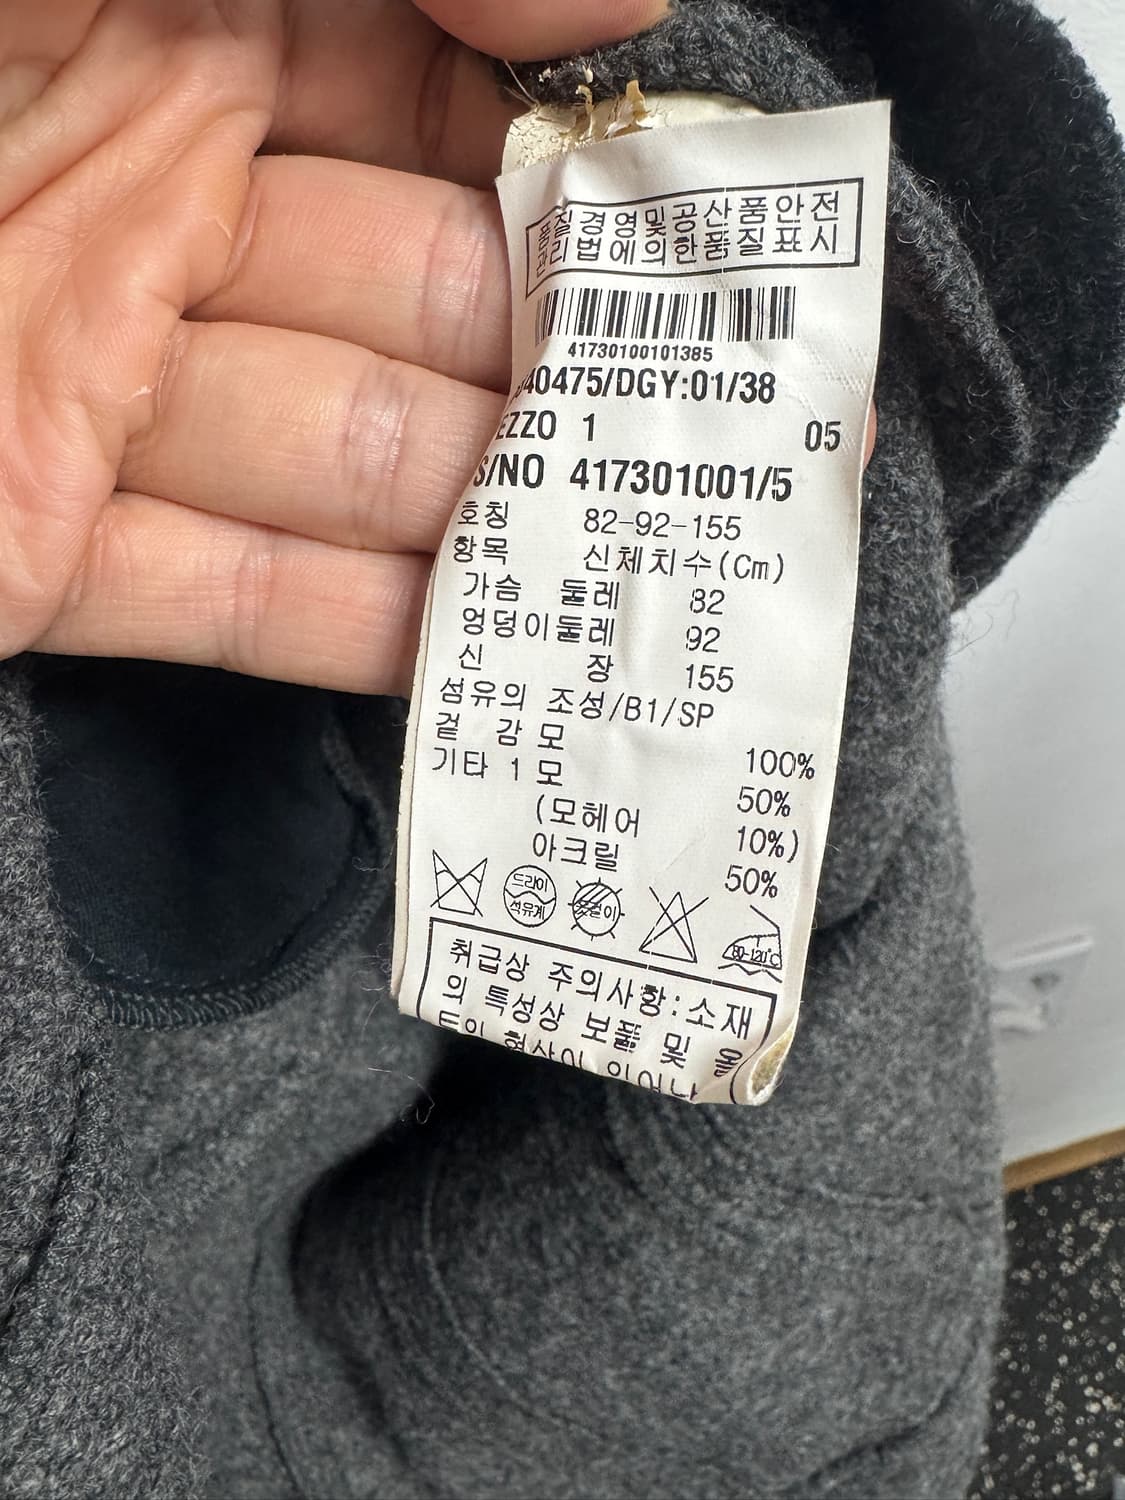 품질경영및공산품안전
관리법에의한품질표시
41730100101385
40475/DGY:01/38
EZZO 1 05
S/NO 417301001/5
호칭 82-92-155
항목 신체치수(Cm)
가슴 둘레 82
엉덩이둘레 92
신 장 155
섬유의 조성/B1/SP
겉 감 모 100%
기타 1 모 50%
(모헤어 10%)
아크릴 50%
드라이
석유계
80-120℃
취급상 주의사항:소재
의 특성상 보풀 및 올